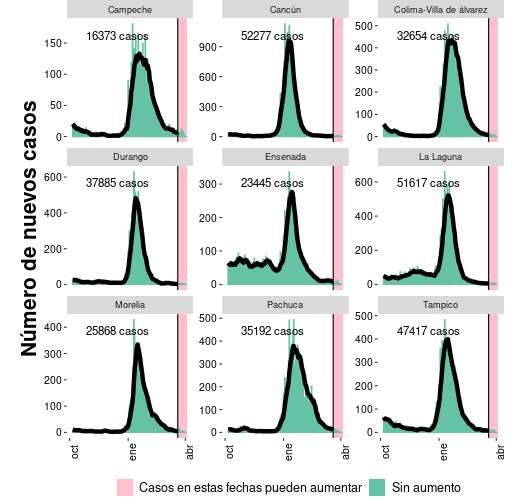 Número de nuevos casos
Campeche
Cancún
Colima-Villa de álvarez
16373 casos
52277 casos
32654 casos
150
100
50
0
900
600
300
0
500
400
300
200
100
0
Durango
Ensenada
La Laguna
37885 casos
23445 casos
51617 casos
600
400
200
0
300
200
100
0
600
400
200
0
Morelia
Pachuca
Tampico
25868 casos
35192 casos
47417 casos
400
300
200
100
0
500
400
300
200
100
0
500
400
300
200
100
0
oct
ene
abr
oct
ene
abr
oct
ene
abr
Casos en estas fechas pueden aumentar
Sin aumento